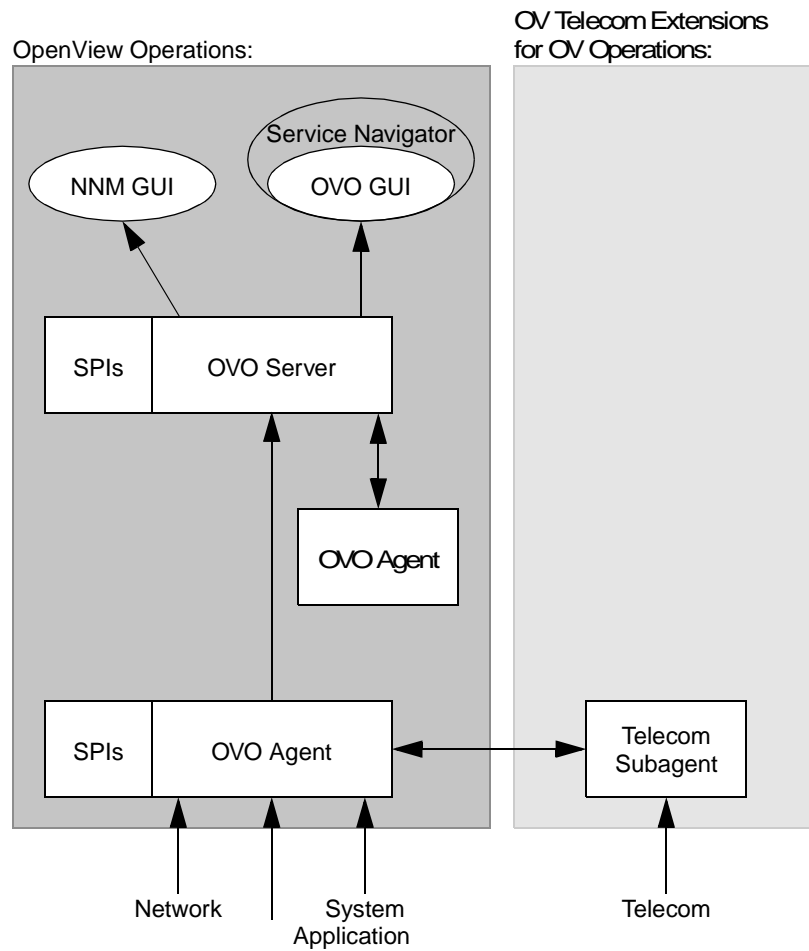 OV Telecom Extensions
for OV Operations:
OpenView Operations:
Service Navigator
NNM GUI
OVO GUI
SPIs
OVO Server
OVO Agent
SPIs
OVO Agent
Telecom
Subagent
Network
System
Application
Telecom